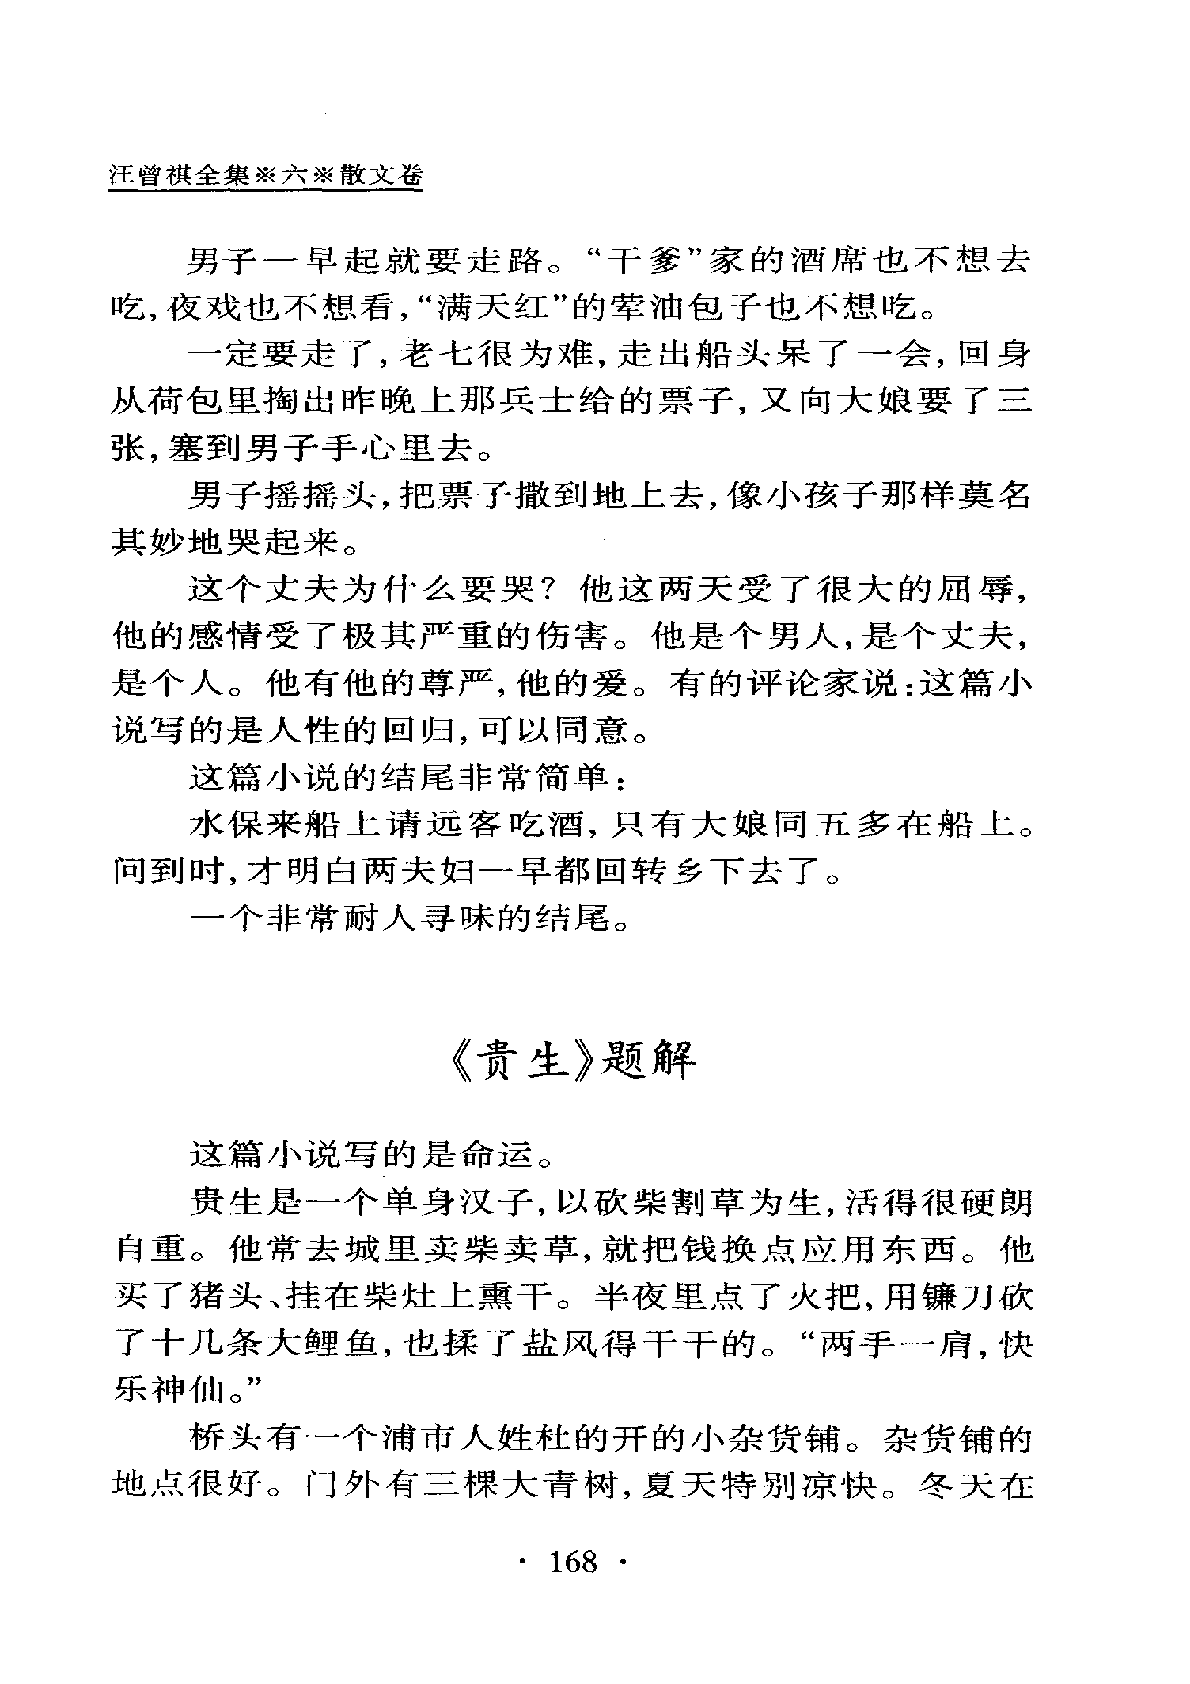 汪曾祺全集※六※散文卷
男子一早起就要走路。“干爹”家的酒席也不想去
吃,夜戏也不想看,“满天红”的荤油包子也不想吃。
一定要走了,老七很为难,走出船头呆了一会,回身
从荷包里掏出昨晚上那兵士给的票子,又向大娘要了三
张,塞到男子手心里去。
男子摇摇头,把票子撒到地上去,像小孩子那样莫名
其妙地哭起来。
这个丈夫为什么要哭?他这两天受了很大的屈辱,
他的感情受了极其严重的伤害。他是个男人,是个丈夫,
是个人。他有他的尊严,他的爱。有的评论家说:这篇小
说写的是人性的回归,可以同意。
这篇小说的结尾非常简单:
水保来船上请远客吃酒,只有大娘同五多在船上。
问到时,才明白两夫妇一早都回转乡下去了。
一个非常耐人寻味的结尾。
《贵生》题解
这篇小说写的是命运。
贵生是一个单身汉子,以砍柴割草为生,活得很硬朗
自重。他常去城里卖柴卖草,就把钱换点应用东西。他
买了猪头、挂在柴灶上熏干。半夜里点了火把,用镰刀砍
了十几条大鲤鱼,也揉了盐风得干干的。“两手一肩,快
乐神仙。”
桥头有一个浦市人姓杜的开的小杂货铺。杂货铺的
地点很好。门外有三棵大青树,夏天特别凉快。冬天在
· 168 ·